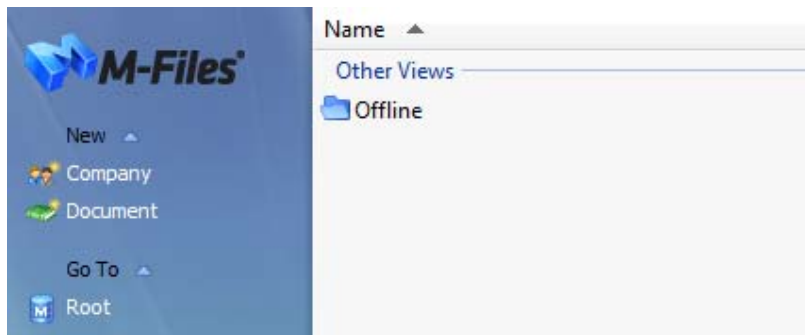 M-Files®
New
Company
Document
Go To
Root
Name
Other Views
Offline